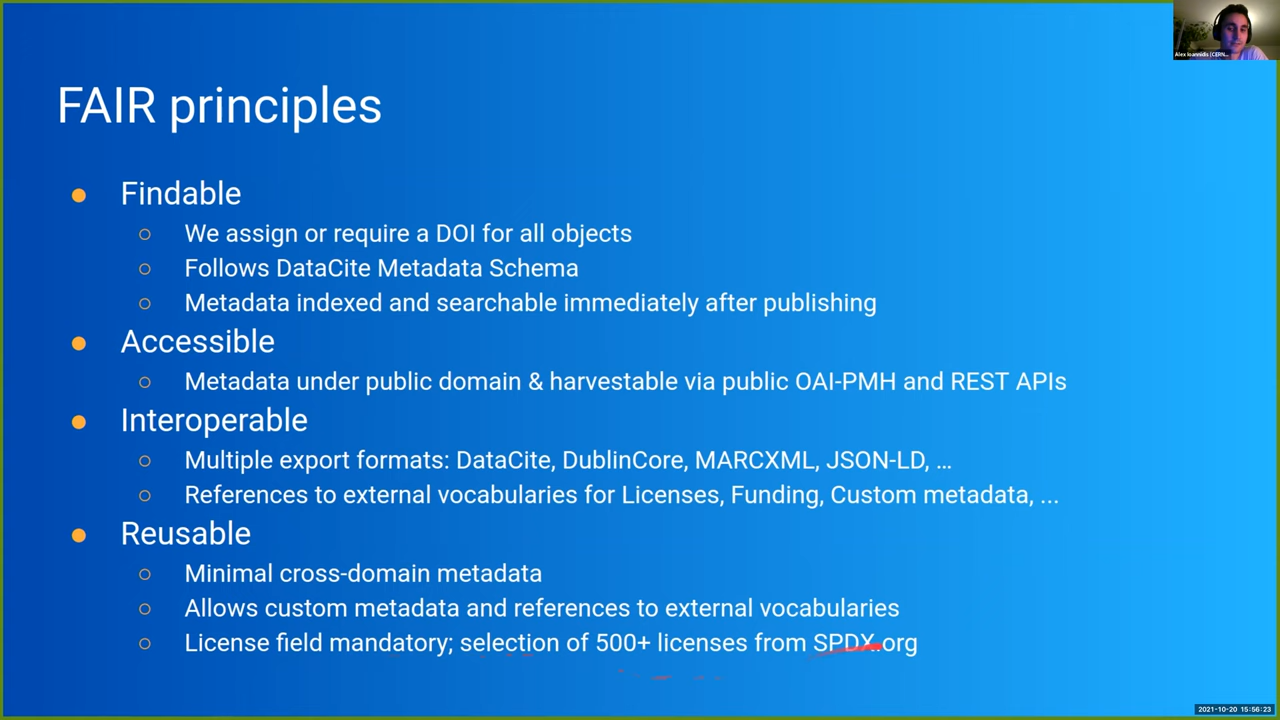 Alex Ioannidis (CERN...
FAIR principles
● Findable
○ We assign or require a DOI for all objects
○ Follows DataCite Metadata Schema
○ Metadata indexed and searchable immediately after publishing
● Accessible
○ Metadata under public domain & harvestable via public OAI-PMH and REST APIs
● Interoperable
○ Multiple export formats: DataCite, DublinCore, MARCXML, JSON-LD, …
○ References to external vocabularies for Licenses, Funding, Custom metadata, ...
● Reusable
○ Minimal cross-domain metadata
○ Allows custom metadata and references to external vocabularies
○ License field mandatory; selection of 500+ licenses from SPDX.org
2021-10-20 15:56:23